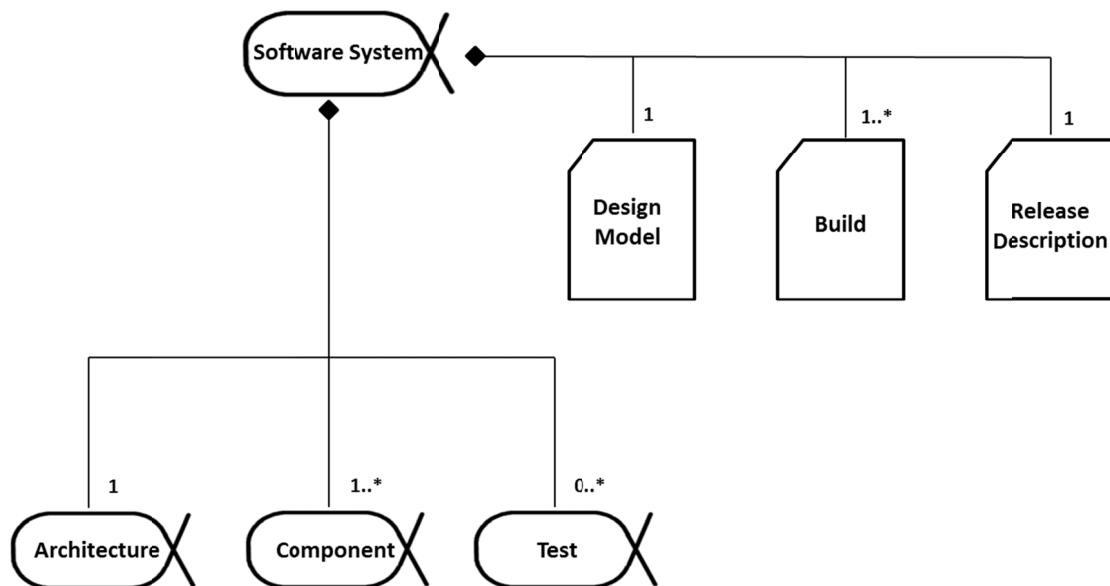 Software System
1
1..*
1
Design
Model
Build
Release
Description
1
1..*
0..*
Architecture
Component
Test